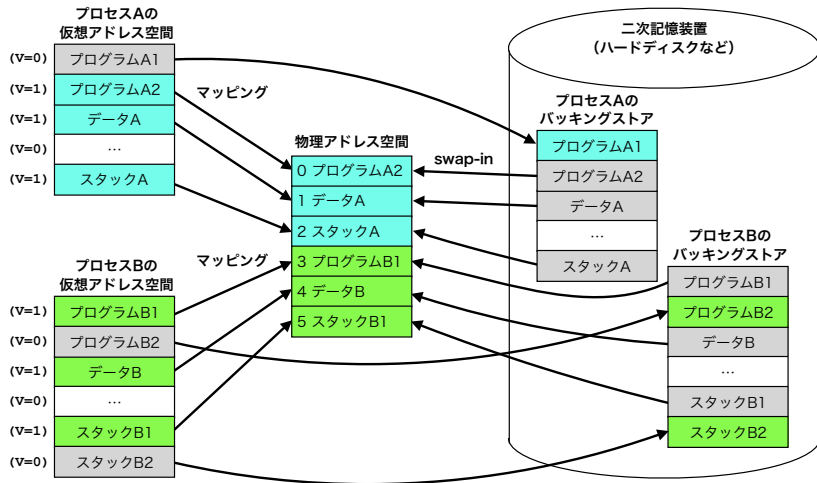 プロセスAの
仮想アドレス空間
(V=0) プログラムA1
(V=1) プログラムA2
(V=1) データA
(V=0) …
(V=1) スタックA
マッピング
プロセスBの
仮想アドレス空間
(V=1) プログラムB1
(V=0) プログラムB2
(V=1) データB
(V=0) …
(V=1) スタックB1
(V=0) スタックB2
マッピング
物理アドレス空間
0 プログラムA2
1 データA
2 スタックA
3 プログラムB1
4 データB
5 スタックB1
swap-in
二次記憶装置
(ハードディスクなど)
プロセスAの
バッキングストア
プログラムA1
プログラムA2
データA
…
スタックA
プロセスBの
バッキングストア
プログラムB1
プログラムB2
データB
…
スタックB1
スタックB2